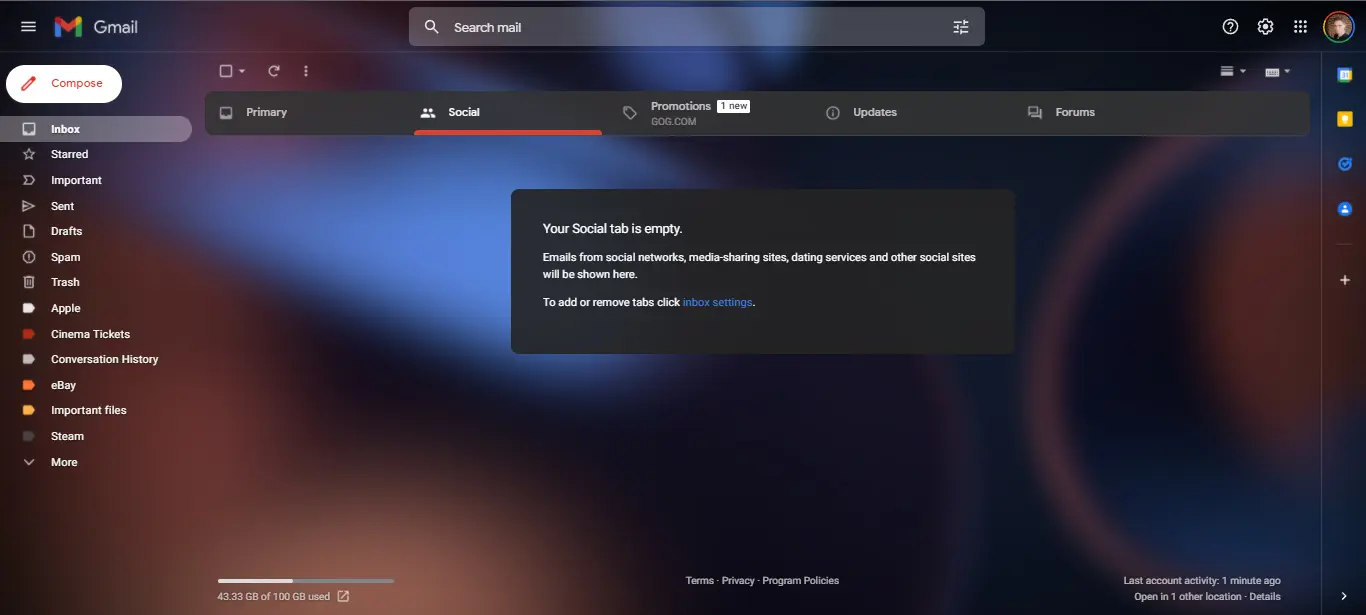 Gmail
Search mail
Compose
Inbox
Starred
Important
Sent
Drafts
Spam
Trash
Apple
Cinema Tickets
Conversation History
eBay
Important files
Steam
More
Primary
Social
Promotions 1 new
GOG.COM
Updates
Forums
Your Social tab is empty.
Emails from social networks, media-sharing sites, dating services and other social sites
will be shown here.
To add or remove tabs click inbox settings.
43.33 GB of 100 GB used
Terms · Privacy · Program Policies
Last account activity: 1 minute ago
Open in 1 other location · Details